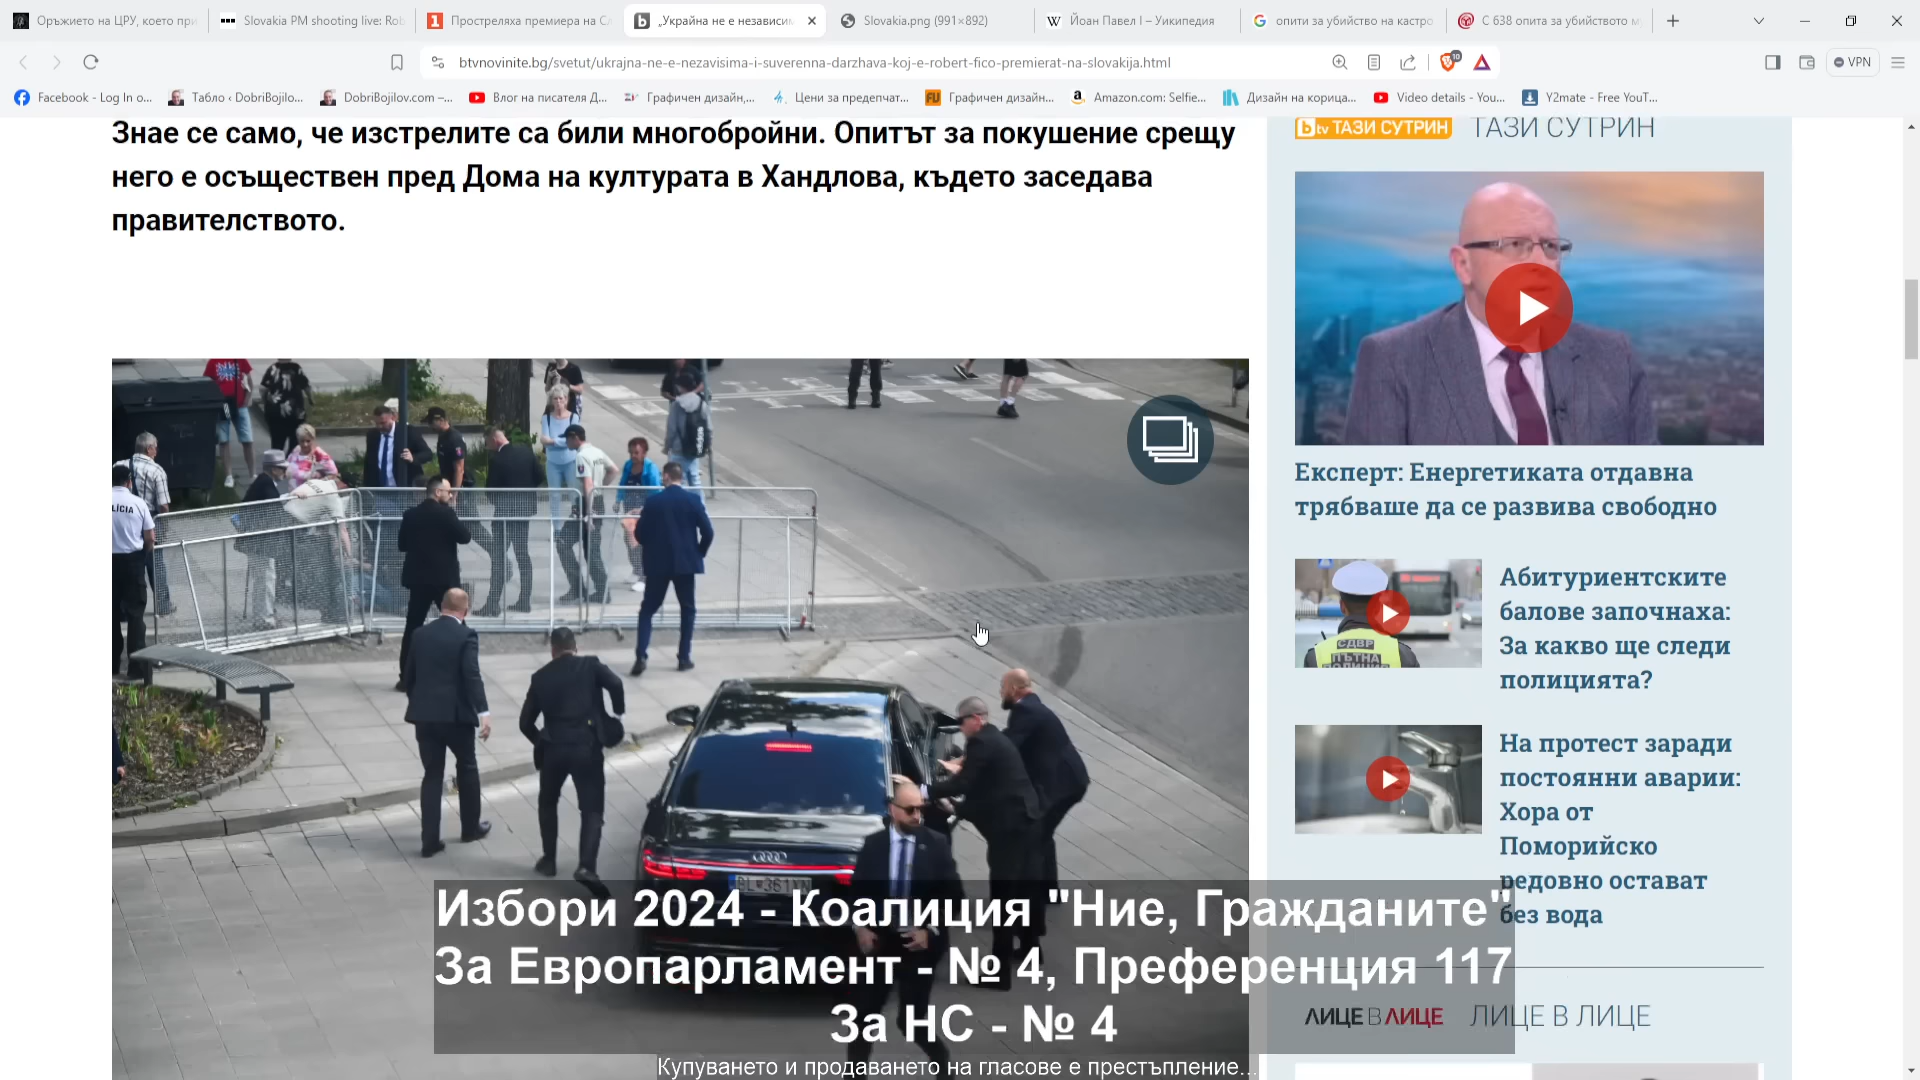 Оръжието на ЦРУ, което при
Slovakia PM shooting live: Rob
Простреляха премиера на Сл
„Украйна не е независим
Slovakia.png (991×892)
Йоан Павел I – Уикипедия
опити за убийство на кастро
С 638 опита за убийството м
btvnovinite.bg/svetut/ukrajna-ne-e-nezavisima-i-suverenna-darzhava-koj-e-robert-fico-premierat-na-slovakija.html
VPN
Facebook - Log In o...
Табло ‹ DobriBojilo...
DobriBojilov.com –...
Влог на писателя Д...
Графичен дизайн,...
Цени за предпечат...
Графичен дизайн...
Amazon.com: Selfie...
Дизайн на корица...
Video details - You...
Y2mate - Free YouT...
Знае се само, че изстрелите са били многобройни. Опитът за покушение срещу
него е осъществен пред Дома на културата в Хандлова, където заседава
правителството.
btv ТАЗИ СУТРИН
ТАЗИ СУТРИН
Експерт: Енергетиката отдавна
трябваше да се развива свободно
Абитуриентските
балове започнаха:
За какво ще следи
полицията?
СДВР
ПЪТНА
ПОЛИЦИЯ
На протест заради
постоянни аварии:
Хора от
Поморийско
редовно остават
без вода
Избори 2024 - Коалиция "Ние, Гражданите"
За Европарламент - № 4, Преференция 117
За НС - № 4
Купуването и продаването на гласове е престъпление...
ЛИЦЕ В ЛИЦЕ
ЛИЦЕ В ЛИЦЕ